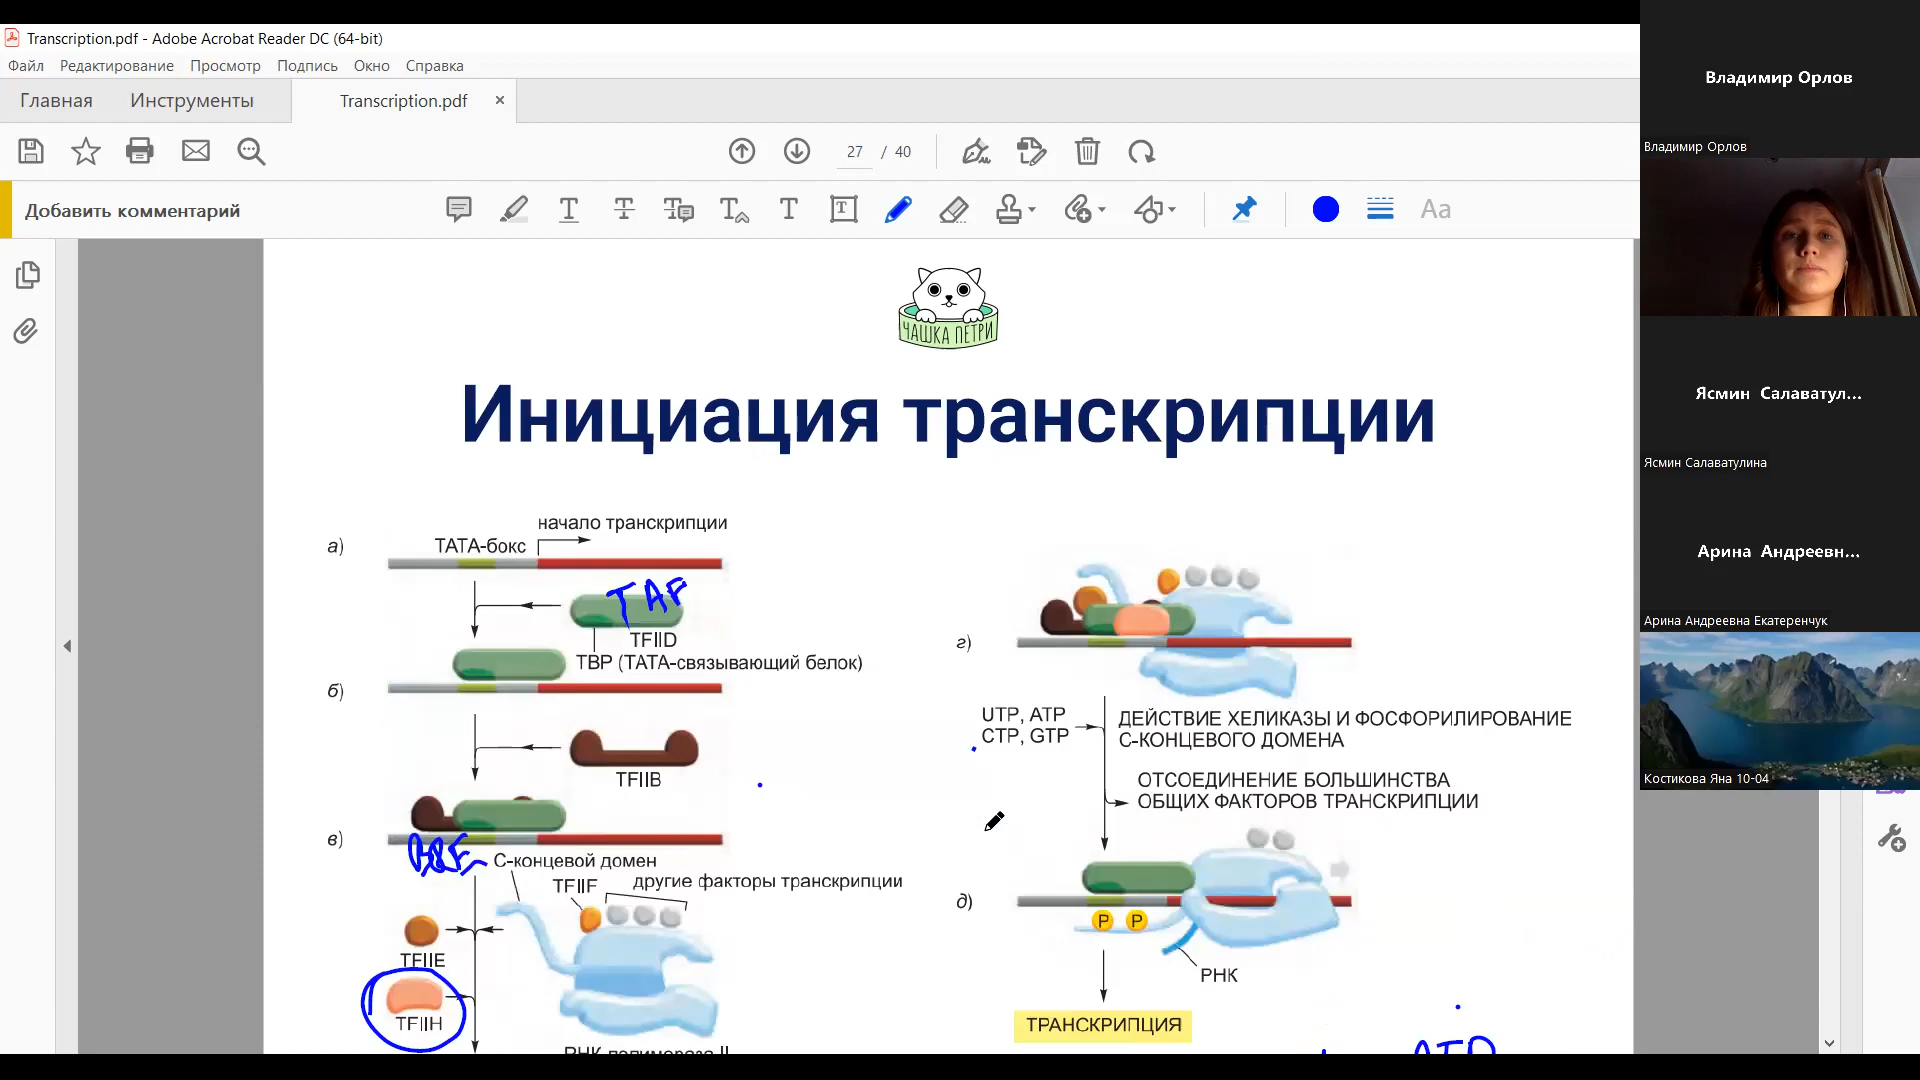 Transcription.pdf - Adobe Acrobat Reader DC (64-bit)
Файл Редактирование Просмотр Подпись Окно Справка
Главная Инструменты Transcription.pdf ×
27 / 40
Добавить комментарий
Aa
ЧАШКА ПЕТРИ
Инициация транскрипции
а)
ТАТА-бокс
начало транскрипции
TAF
TFIID
TBP (ТАТА-связывающий белок)
б)
TFIIB
в)
BRE
С-концевой домен
TFIIF
другие факторы транскрипции
TFIIE
TFIIH
РНК-полимераза II
г)
UTP, ATP
CTP, GTP
ДЕЙСТВИЕ ХЕЛИКАЗЫ И ФОСФОРИЛИРОВАНИЕ
С-КОНЦЕВОГО ДОМЕНА
ОТСОЕДИНЕНИЕ БОЛЬШИНСТВА
ОБЩИХ ФАКТОРОВ ТРАНСКРИПЦИИ
д)
P P
РНК
ТРАНСКРИПЦИЯ
Владимир Орлов
Владимир Орлов
Ясмин Салаватул...
Ясмин Салаватулина
Арина Андреевн...
Арина Андреевна Екатеренчук
Костикова Яна 10-04